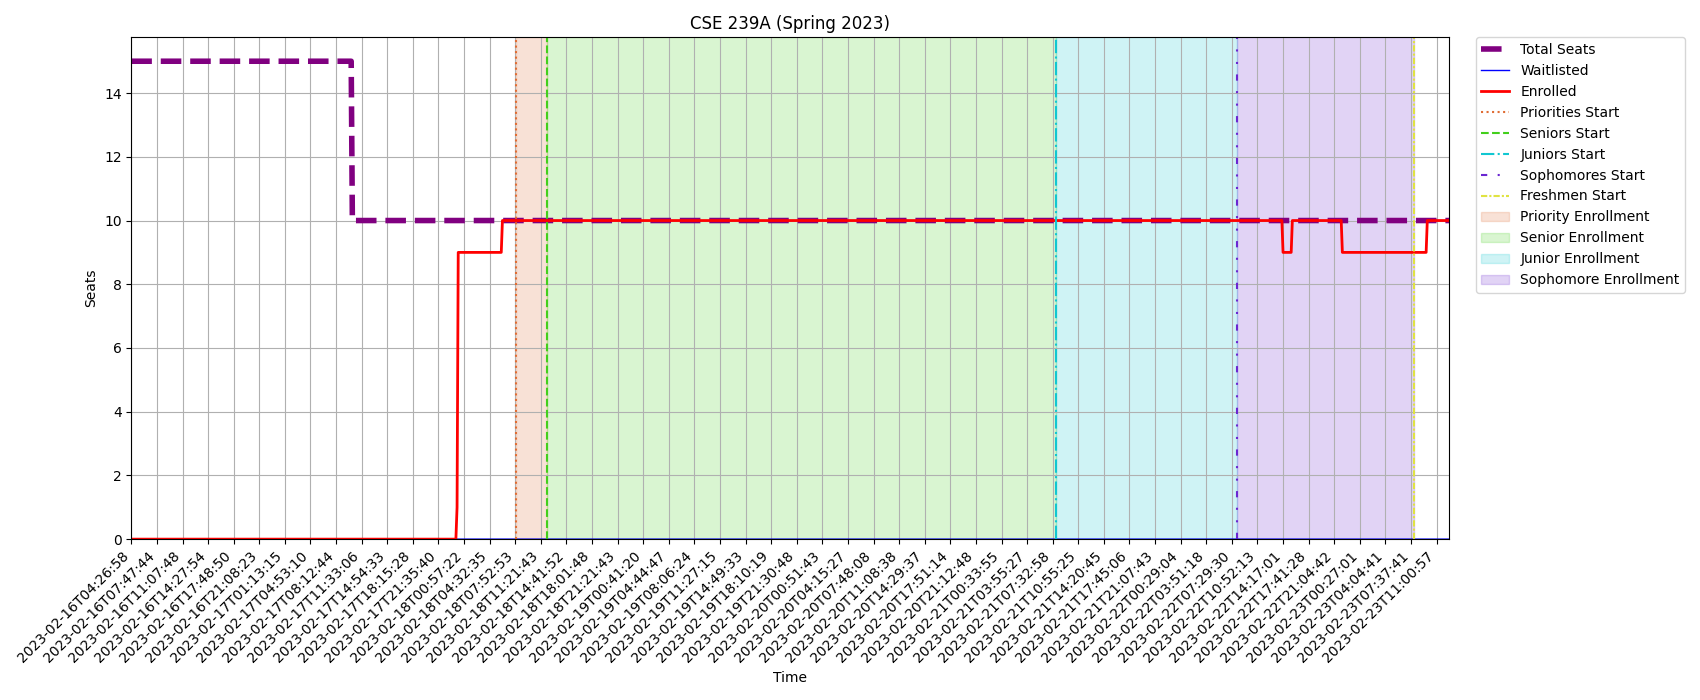 CSE 239A (Spring 2023)
Total Seats
Waitlisted
Enrolled
Priorities Start
Seniors Start
Juniors Start
Sophomores Start
Freshmen Start
Priority Enrollment
Senior Enrollment
Junior Enrollment
Sophomore Enrollment
Seats
14
12
10
8
6
4
2
0
2023-02-16T04:26:58
2023-02-16T07:47:44
2023-02-16T11:07:48
2023-02-16T14:27:54
2023-02-16T17:48:50
2023-02-16T21:08:23
2023-02-17T01:13:15
2023-02-17T04:53:10
2023-02-17T08:12:44
2023-02-17T11:33:06
2023-02-17T14:54:33
2023-02-17T18:15:28
2023-02-17T21:35:40
2023-02-18T00:57:22
2023-02-18T04:32:35
2023-02-18T07:52:53
2023-02-18T11:21:43
2023-02-18T14:41:52
2023-02-18T18:01:48
2023-02-18T21:21:43
2023-02-19T00:41:20
2023-02-19T04:44:47
2023-02-19T08:06:24
2023-02-19T11:27:15
2023-02-19T14:49:33
2023-02-19T18:10:19
2023-02-19T21:30:48
2023-02-20T00:51:43
2023-02-20T04:15:27
2023-02-20T07:48:08
2023-02-20T11:08:38
2023-02-20T14:29:37
2023-02-20T17:51:14
2023-02-20T21:12:48
2023-02-21T00:33:55
2023-02-21T03:55:27
2023-02-21T07:32:58
2023-02-21T10:55:25
2023-02-21T14:20:45
2023-02-21T17:45:06
2023-02-21T21:07:43
2023-02-22T00:29:04
2023-02-22T03:51:18
2023-02-22T07:29:30
2023-02-22T10:52:13
2023-02-22T14:17:01
2023-02-22T17:41:28
2023-02-22T21:04:42
2023-02-23T00:27:01
2023-02-23T04:04:41
2023-02-23T07:37:41
2023-02-23T11:00:57
Time